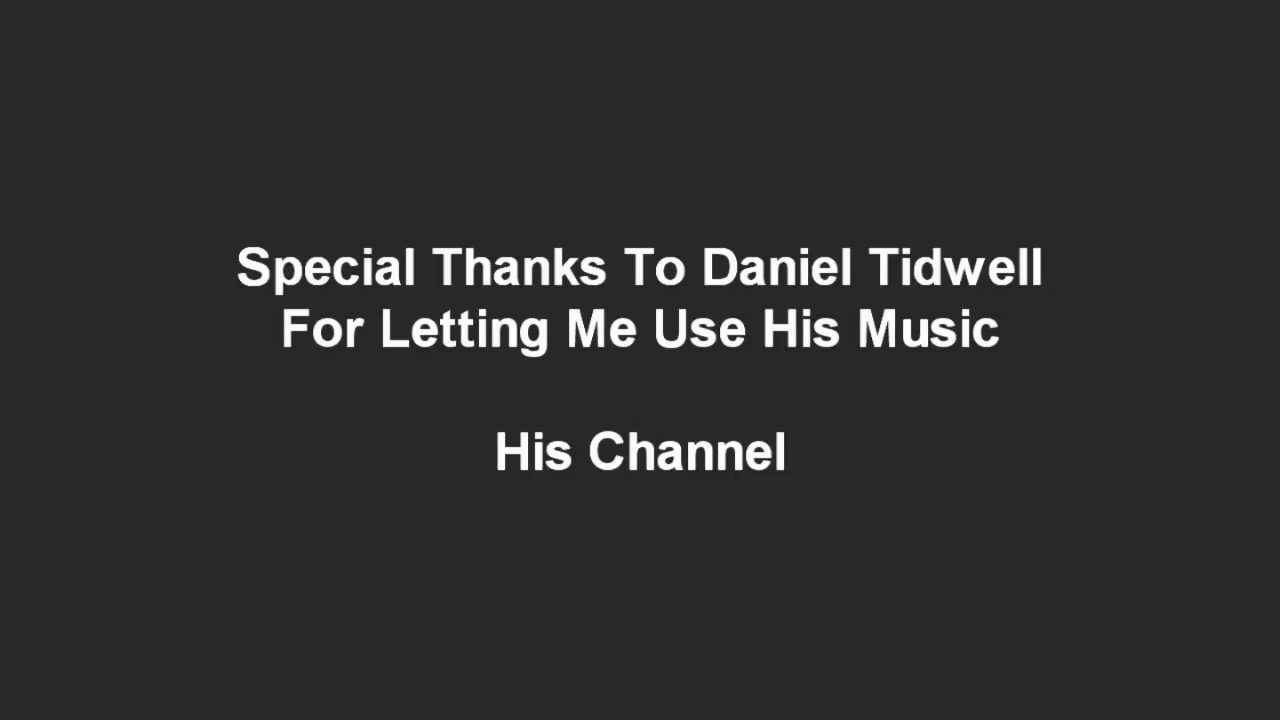 Special Thanks To Daniel Tidwell
For Letting Me Use His Music
His Channel